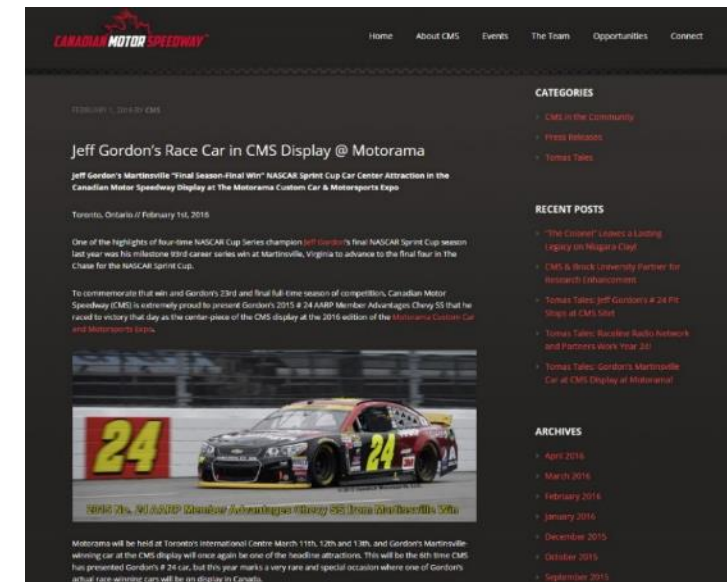 CANADIAN MOTOR SPEEDWAY
Home About CMS Events The Team Opportunities Connect
FEBRUARY 1, 2016 BY CMS
Jeff Gordon's Race Car in CMS Display @ Motorama
Jeff Gordon's Martinsville "Final Season-Final Win" NASCAR Sprint Cup Car Center Attraction in the
Canadian Motor Speedway Display at The Motorama Custom Car & Motorsports Expo
Toronto, Ontario // February 1st, 2016
One of the highlights of four-time NASCAR Cup Series champion Jeff Gordon's final NASCAR Sprint Cup season
last year was his milestone 93rd career series win at Martinsville, Virginia to advance to the final four in The
Chase for the NASCAR Sprint Cup.
To commemorate that win and Gordon's 23rd and final full-time season of competition, Canadian Motor
Speedway (CMS) is extremely proud to present Gordon's 2015 # 24 AARP Member Advantages Chevy SS that he
raced to victory that day as the center-piece of the CMS display at the 2016 edition of the Motorama Custom Car
and Motorsports Expo.
24
24
2015 No. 24 AARP Member Advantages Chevy SS from Martinsville Win
Motorama will be held at Toronto's International Centre March 11th, 12th and 13th, and Gordon's Martinsville-
winning car at the CMS display will once again be one of the headline attractions. This will be the 6th time CMS
has presented Gordon's # 24 car, but this year marks a very rare and special occasion where one of Gordon's
actual race-winning cars will be on display in Canada.
CATEGORIES
CMS in the Community
Press Releases
Tomas Tales
RECENT POSTS
"The Colonel" Leaves a Lasting
Legacy on Niagara Clay!
CMS & Brock University Partner for
Research Enhancement
Tomas Tales: Jeff Gordon's # 24 Pit
Stops at CMS Site!
Tomas Tales: Raceline Radio Network
and Partners Work Year 24!
Tomas Tales: Gordon's Martinsville
Car at CMS Display at Motorama!
ARCHIVES
April 2016
March 2016
February 2016
January 2016
December 2015
October 2015
September 2015